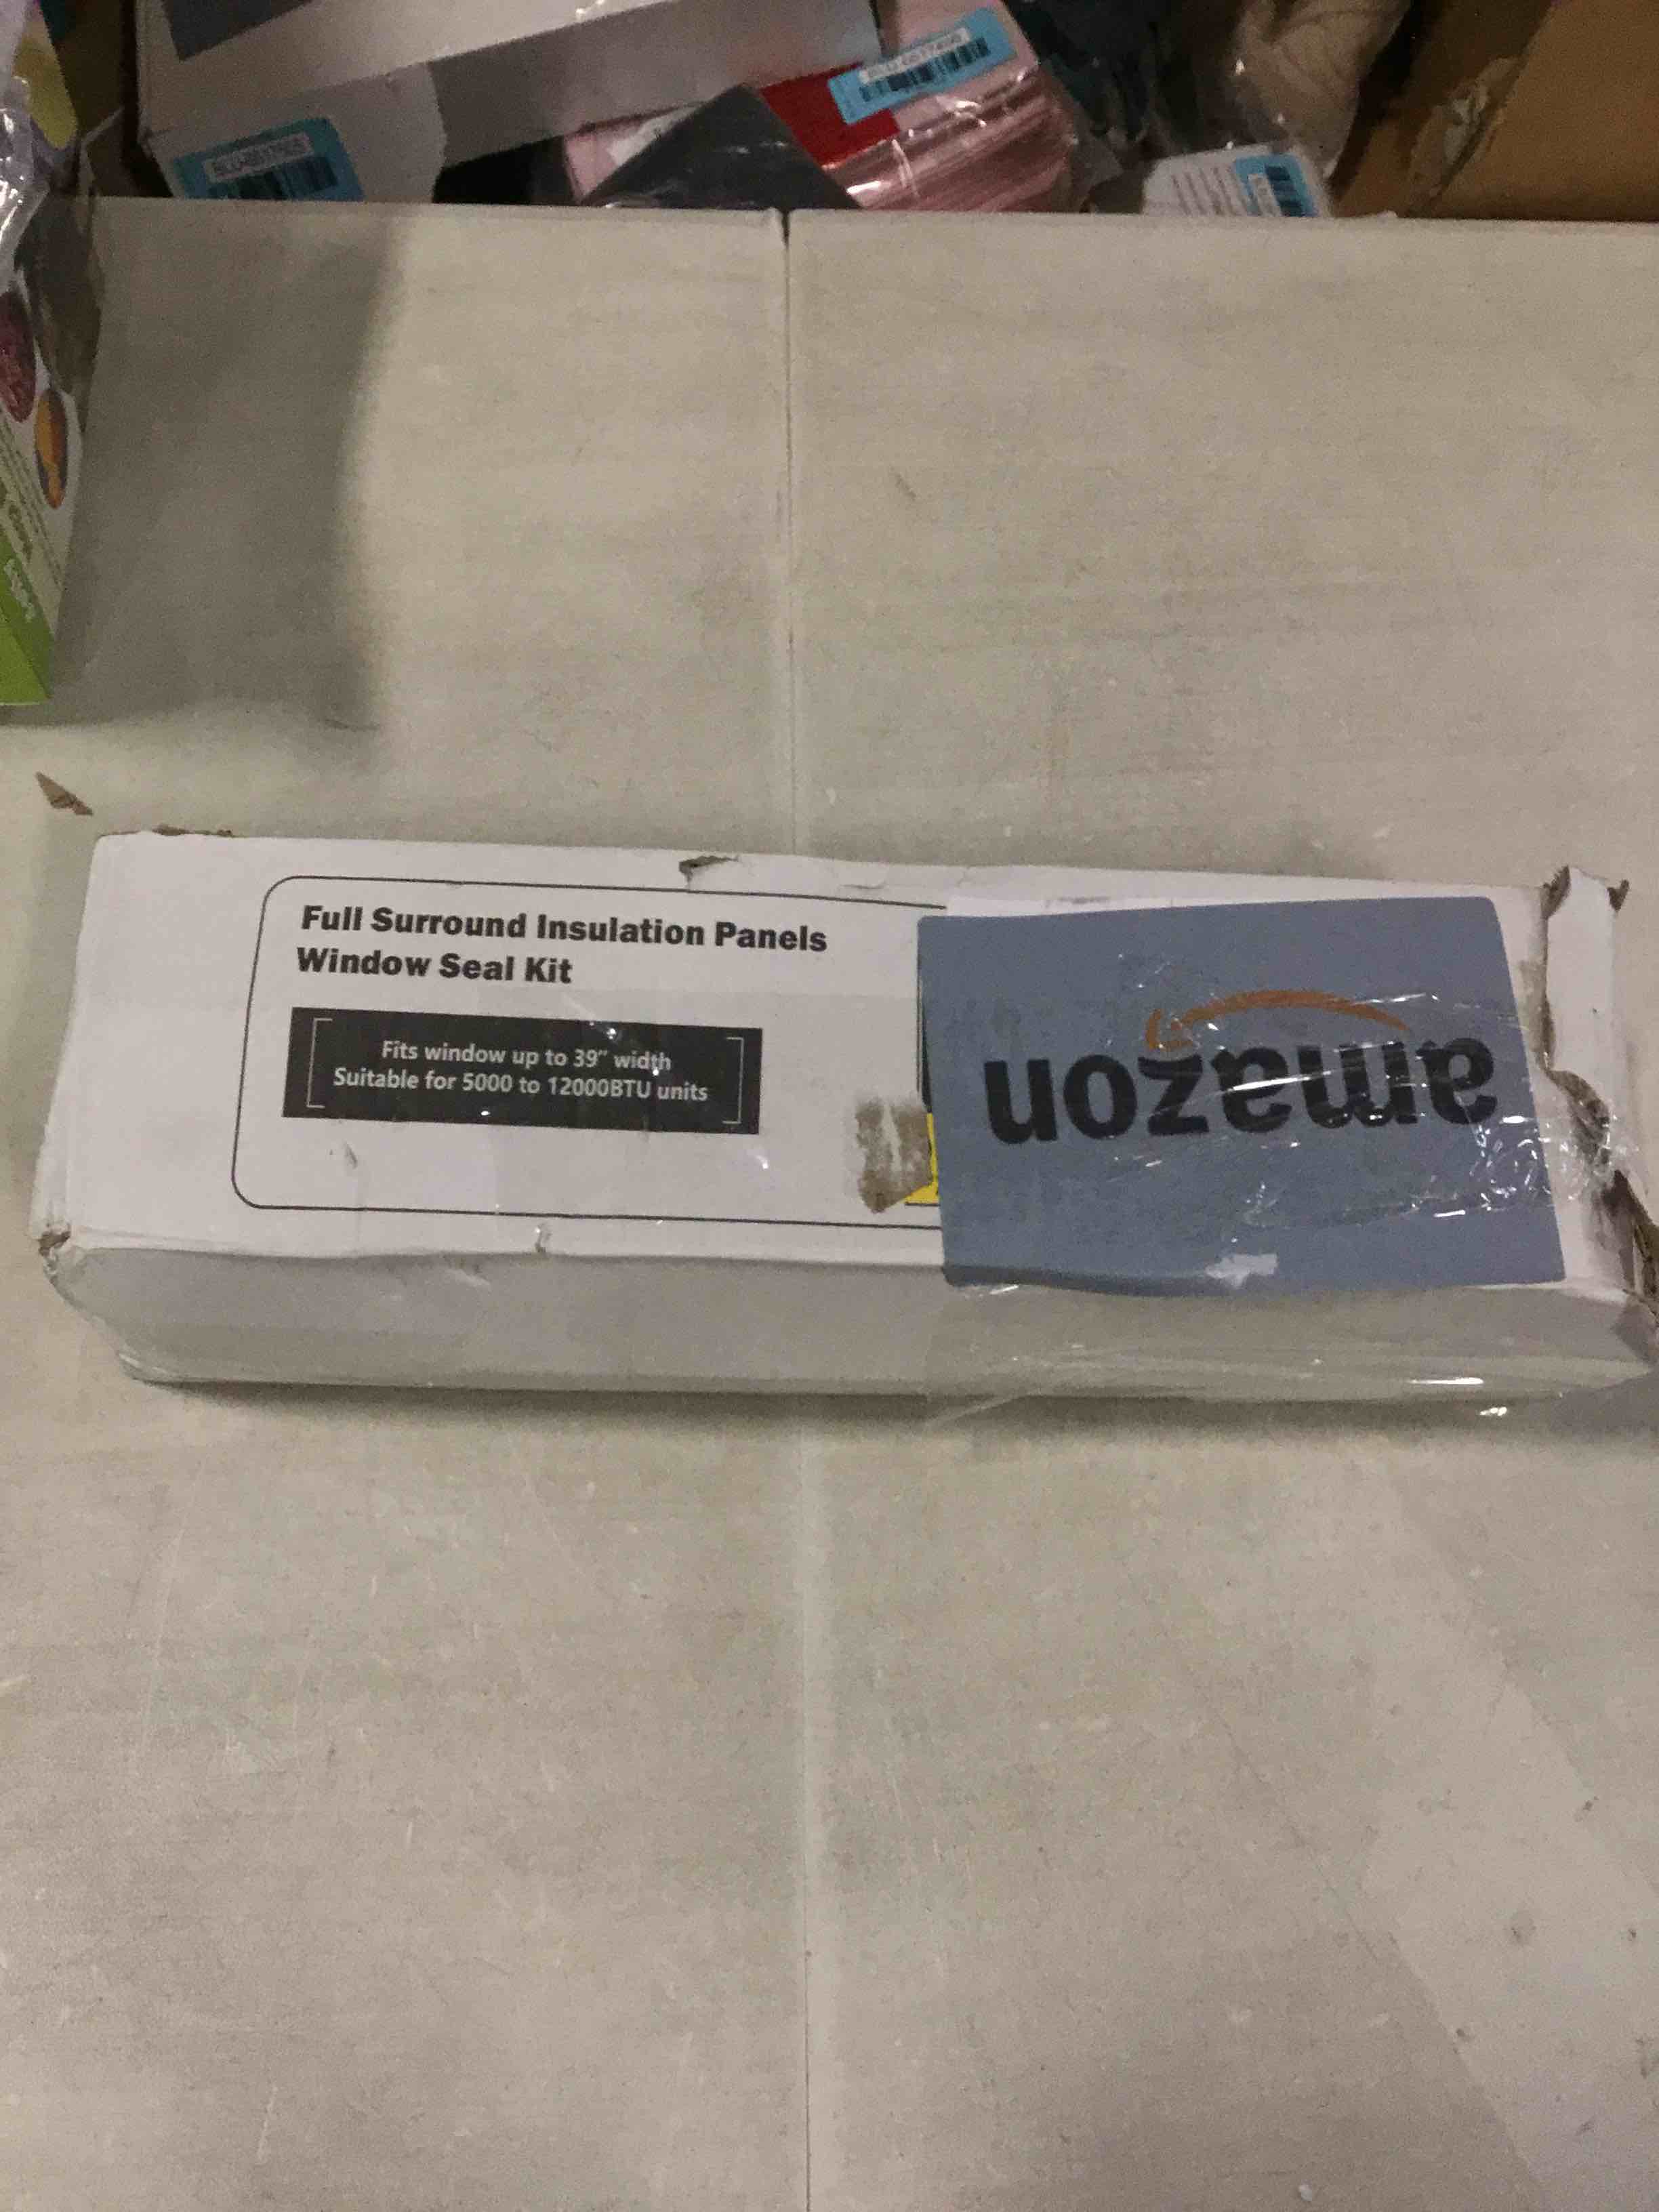 Full Surround Insulation Panels
Window Seal Kit
Fits window up to 39" width
Suitable for 5000 to 12000BTU units
amazon